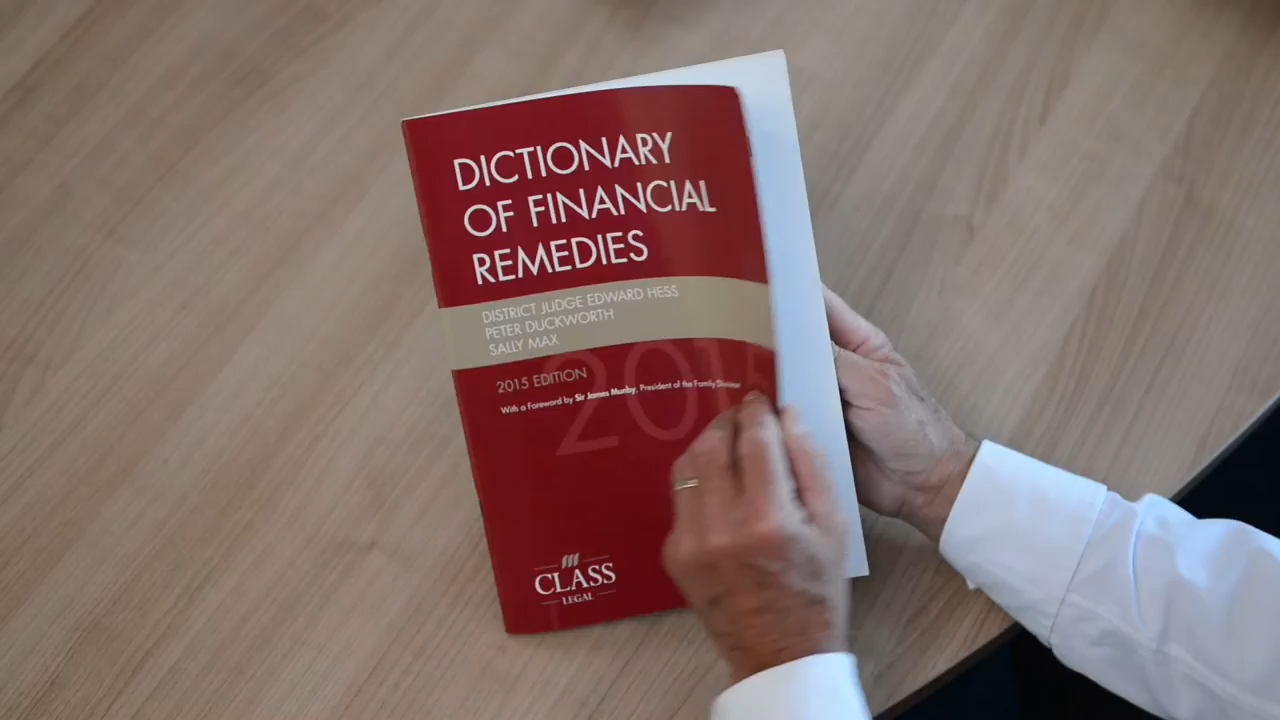 DICTIONARY
OF FINANCIAL
REMEDIES
DISTRICT JUDGE EDWARD HESS
PETER DUCKWORTH
SALLY MAX
2015 EDITION
With a Foreword by Sir James Munby, President of the Family Division
2015
CLASS
LEGAL